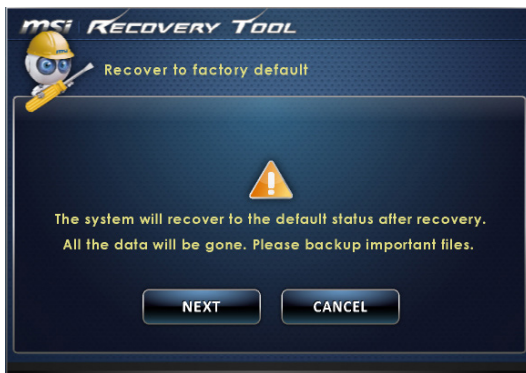 msi RECOVERY TOOL
Recover to factory default
The system will recover to the default status after recovery.
All the data will be gone. Please backup important files.
NEXT CANCEL